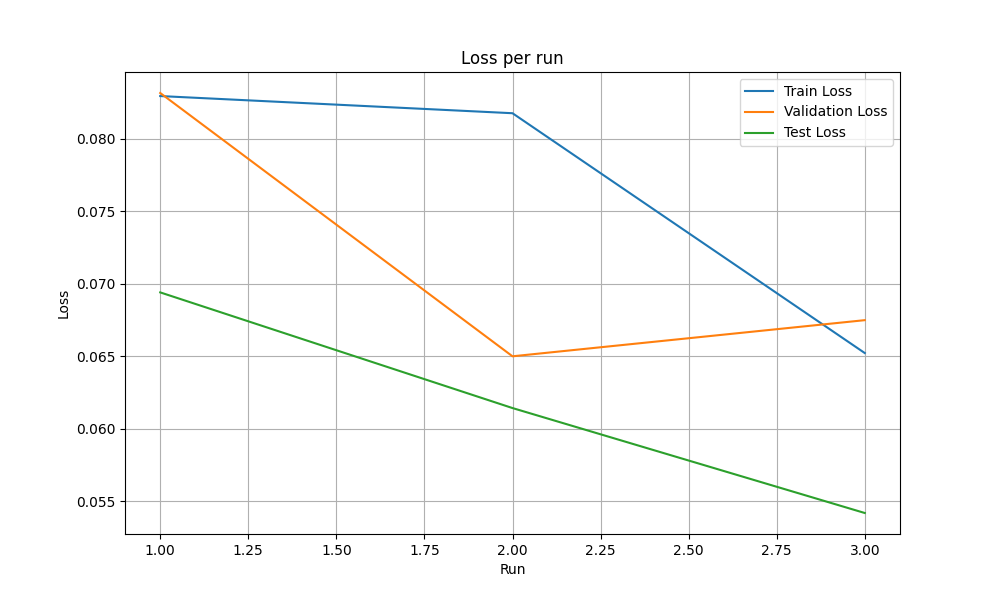 Loss per run
Train Loss
Validation Loss
Test Loss
0.080
0.075
0.070
0.065
0.060
0.055
Loss
1.00 1.25 1.50 1.75 2.00 2.25 2.50 2.75 3.00
Run